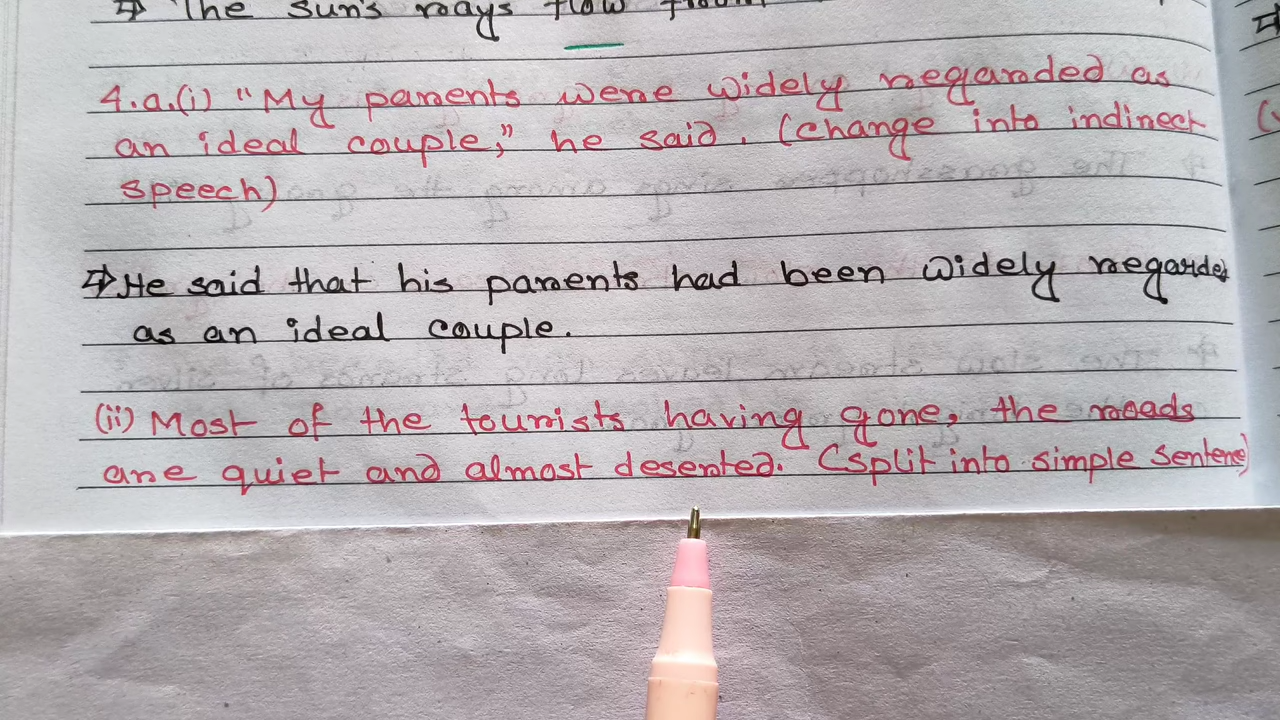 ⇒ The sun's rays flow from
4.a.(i) "My parents were widely regarded as
an ideal couple," he said. (change into indirect
speech)
⇒ He said that his parents had been widely regarded
as an ideal couple.
(ii) Most of the tourists having gone, the roads
are quiet and almost deserted. (split into simple sentence)